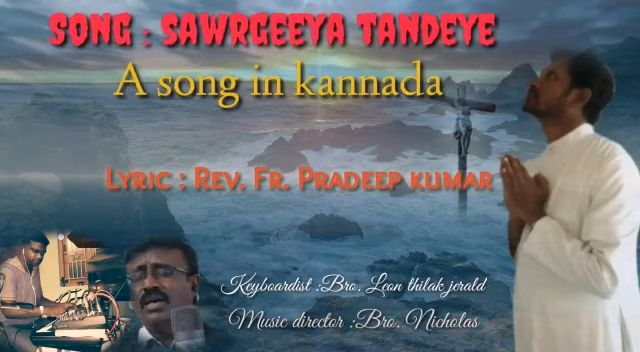 SONG : SAWRGEEYA TANDEYE
A song in kannada
LYRIC : REV. FR. PRADEEP KUMAR
Keyboardist :Bro. Leon thilak jerald
Music director :Bro. Nicholas